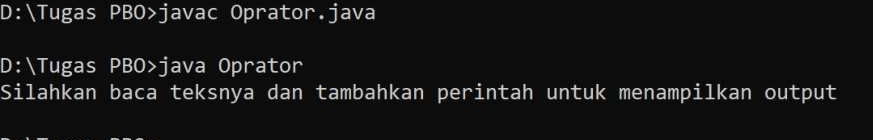 D:\Tugas PBO>javac Oprator.java
D:\Tugas PBO>java Oprator
Silahkan baca teksnya dan tambahkan perintah untuk menampilkan output